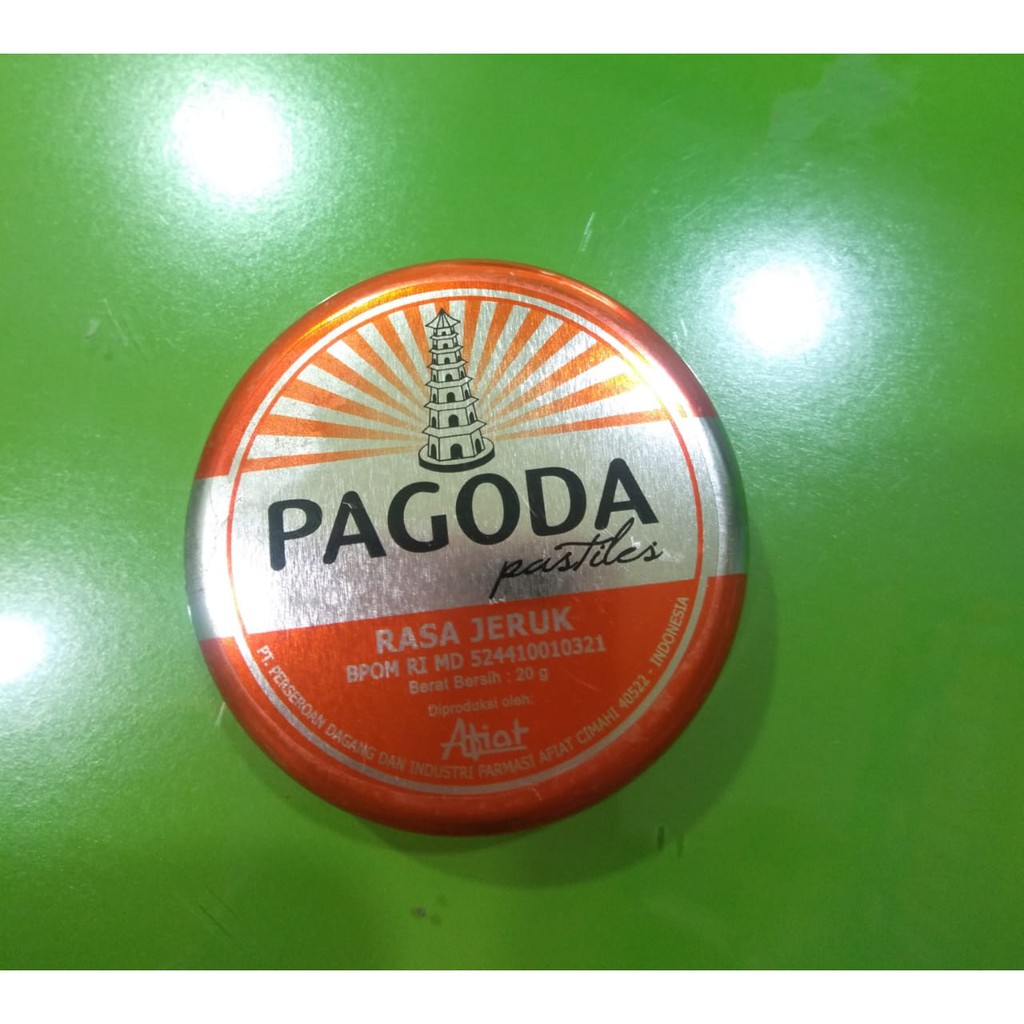 PAGODA
pastiles
RASA JERUK
BPOM RI MD 524410010321
Berat Bersih : 20 g
Diproduksi oleh:
Afiat
PT. PERSEROAN DAGANG DAN INDUSTRI FARMASI AFIAT CIMAHI 40522 - INDONESIA